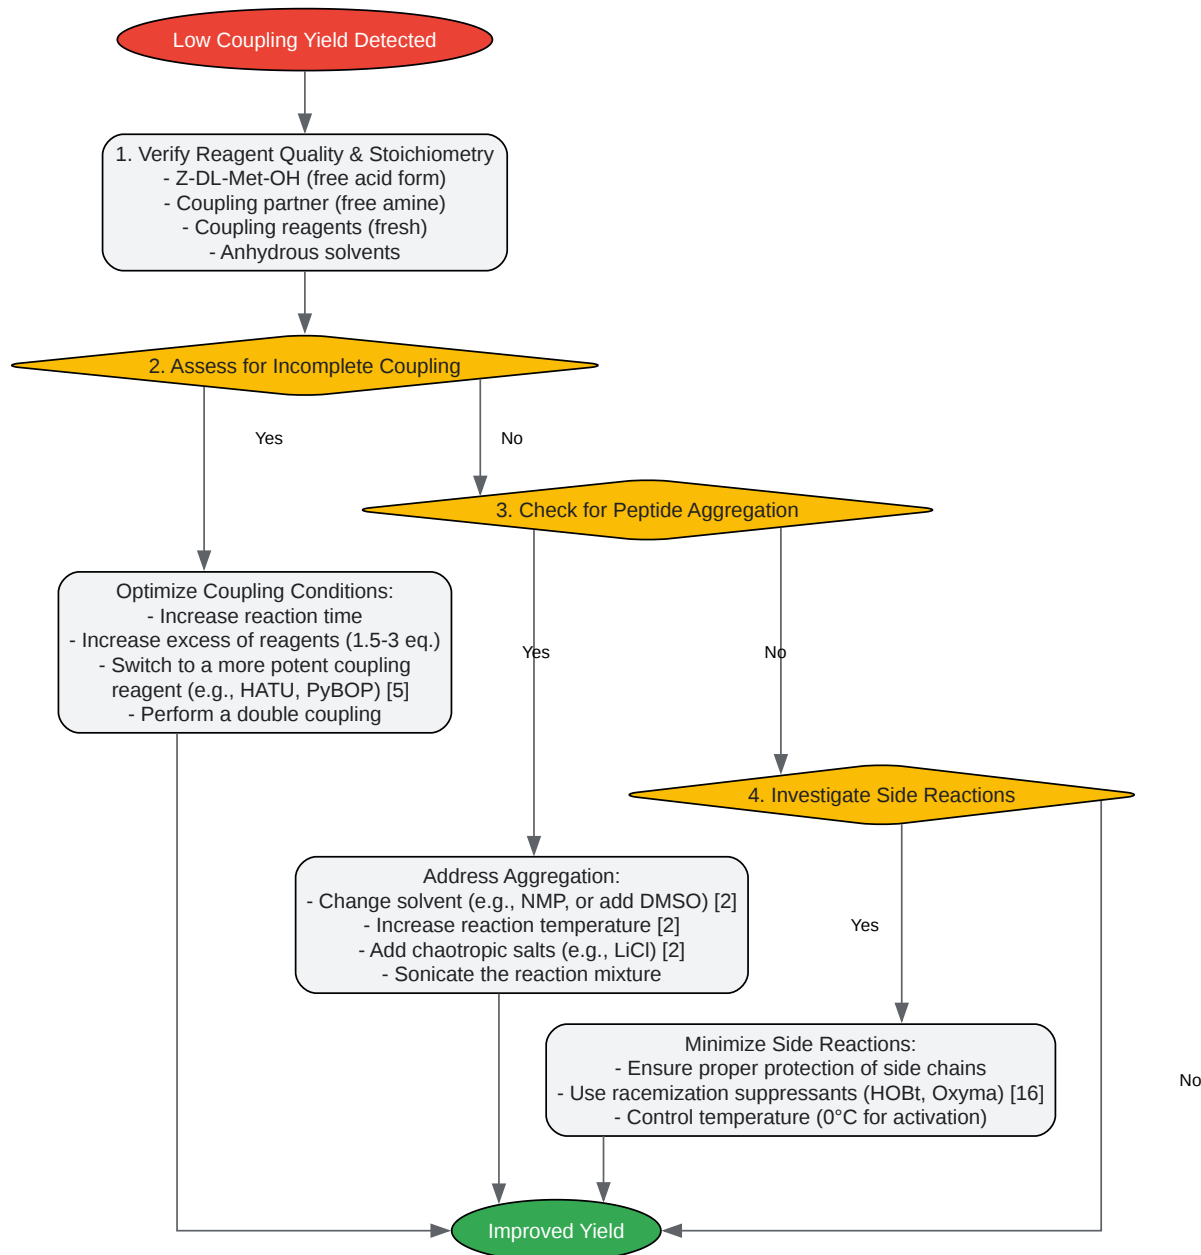 Low Coupling Yield Detected
1. Verify Reagent Quality & Stoichiometry
- Z-DL-Met-OH (free acid form)
- Coupling partner (free amine)
- Coupling reagents (fresh)
- Anhydrous solvents
2. Assess for Incomplete Coupling
Yes
No
3. Check for Peptide Aggregation
Optimize Coupling Conditions:
- Increase reaction time
- Increase excess of reagents (1.5-3 eq.)
- Switch to a more potent coupling
reagent (e.g., HATU, PyBOP) [5]
- Perform a double coupling
Yes
No
4. Investigate Side Reactions
Address Aggregation:
- Change solvent (e.g., NMP, or add DMSO) [2]
- Increase reaction temperature [2]
- Add chaotropic salts (e.g., LiCl) [2]
- Sonicate the reaction mixture
Yes
Minimize Side Reactions:
- Ensure proper protection of side chains
- Use racemization suppressants (HOBt, Oxyma) [16]
- Control temperature (0°C for activation)
No
Improved Yield